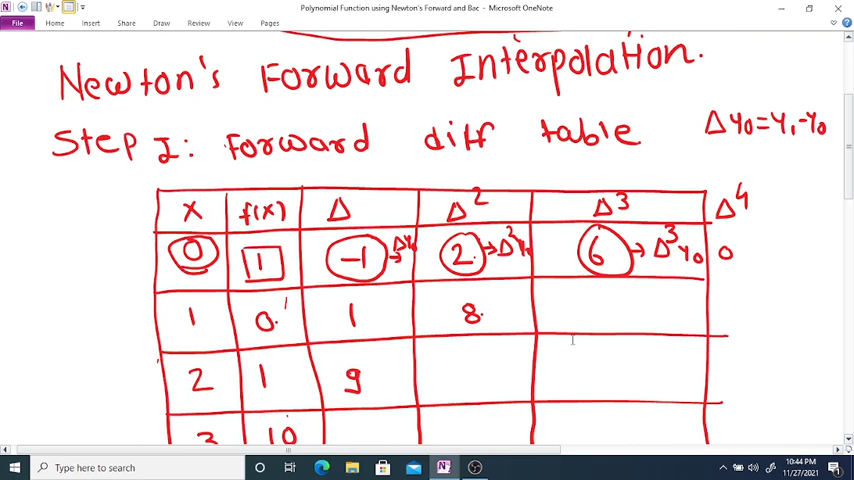 Polynomial Function using Newton's Forward and Bac - Microsoft OneNote
File Home Insert Share Draw Review View Pages
Newton's Forward Interpolation.
Step I: Forward diff table Δy0=y1-y0
x f(x) Δ Δ² Δ³ Δ⁴
0 1 -1 →Δy0 2 →Δ²y0 6 →Δ³y0 0
1 0 1 8
2 1 9
3 10
Type here to search
10:44 PM
11/27/2021